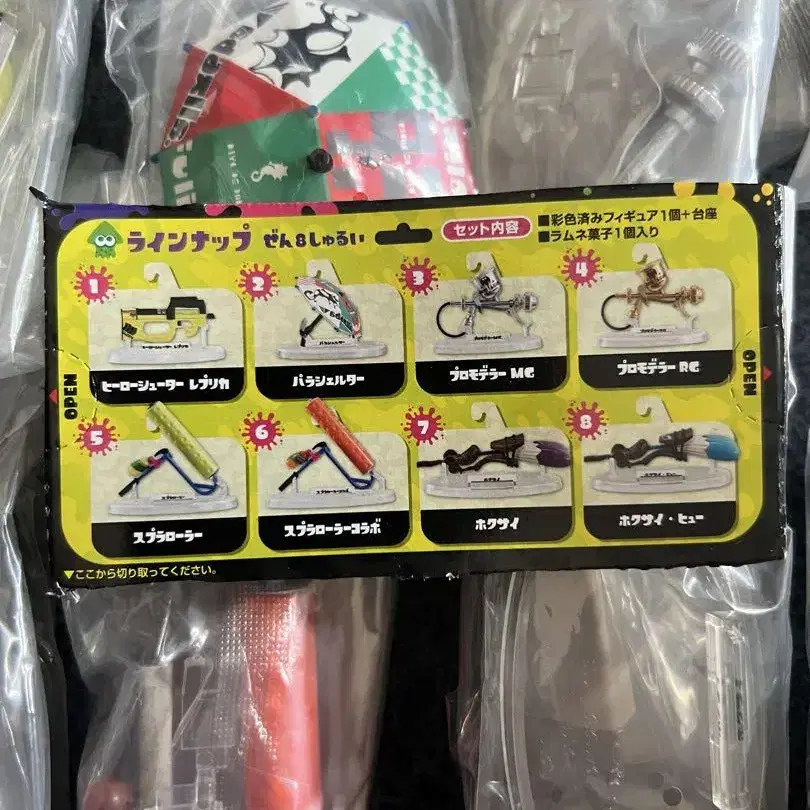 ラインナップ ぜん8しゅるい
セット内容
■彩色済みフィギュア1個+台座
■ラムネ菓子1個入り
1
ヒーローシューター レプリカ
2
パラシェルター
3
プロモデラー MG
4
プロモデラー RG
5
スプラローラー
6
スプラローラーコラボ
7
ホクサイ
8
ホクサイ・ヒュー
OPEN
OPEN
▼ここから切り取ってください。